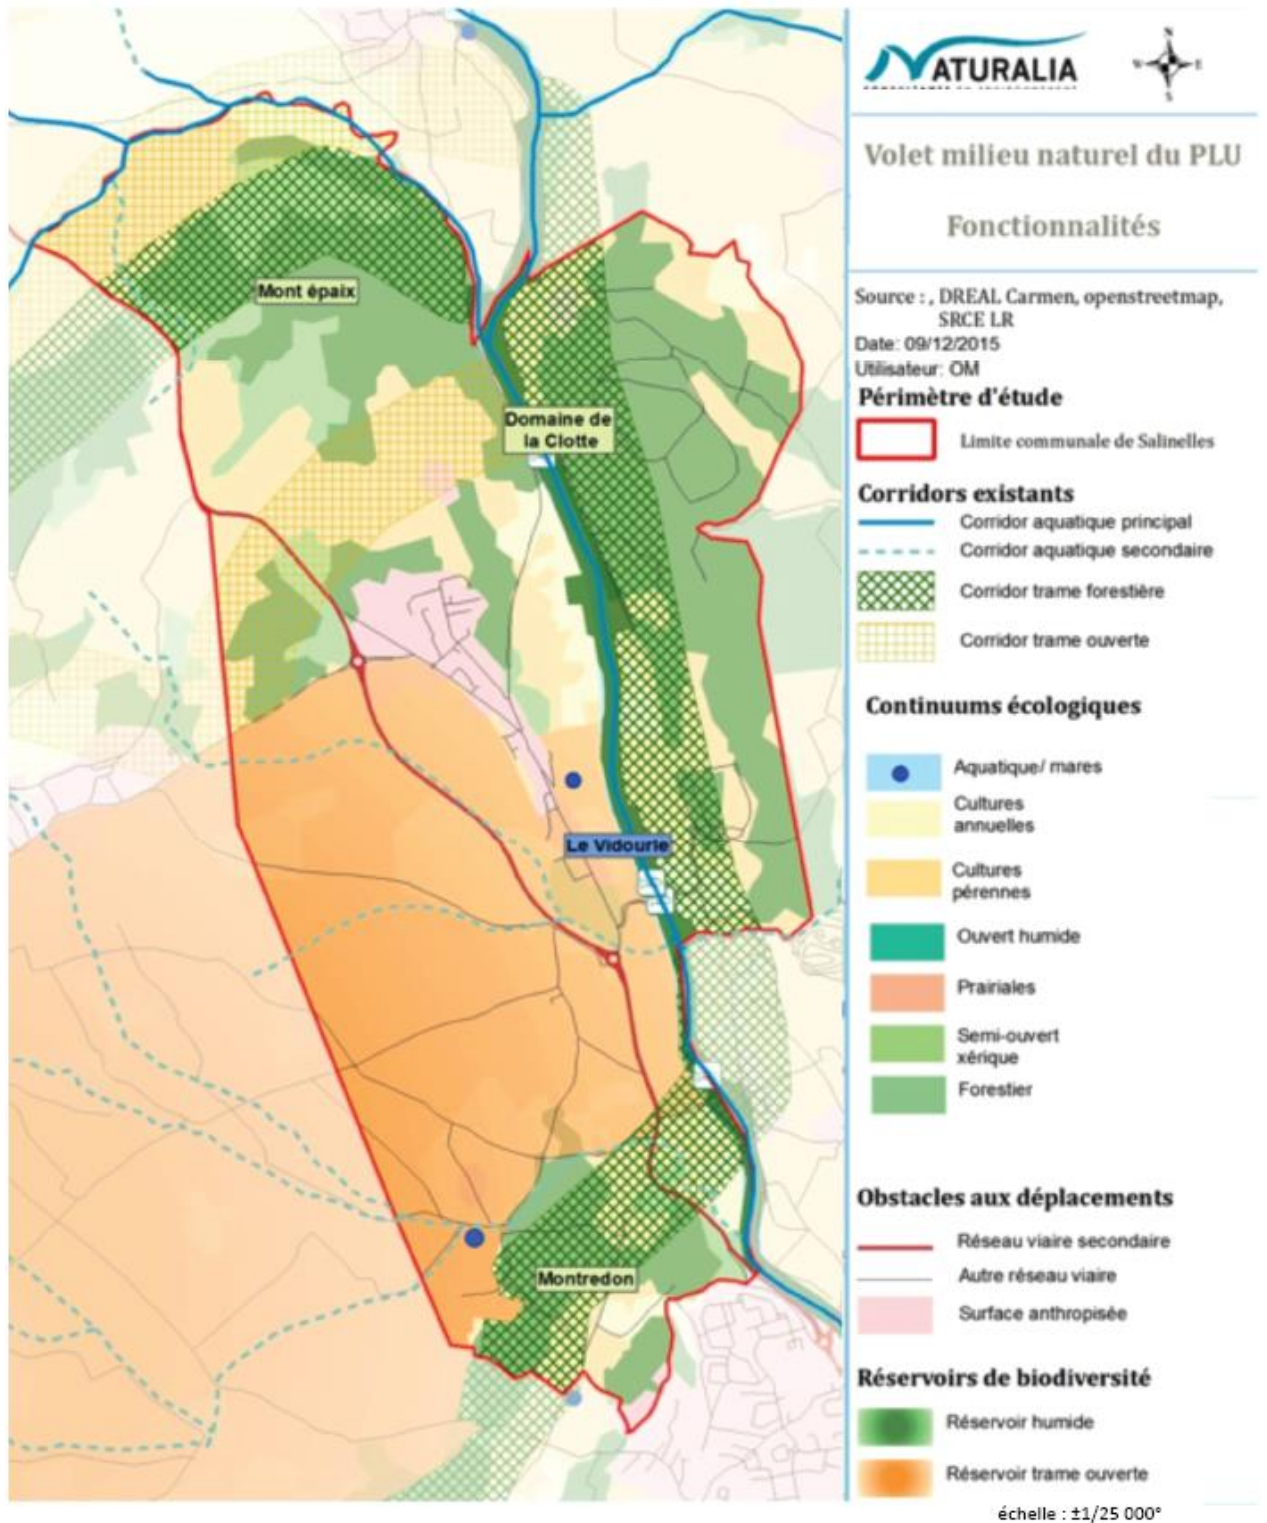 NATURALIA
N
W
E
S
Volet milieu naturel du PLU
Fonctionnalités
Source : , DREAL Carmen, openstreetmap,
SRCE LR
Date: 09/12/2015
Utilisateur: OM
Périmètre d'étude
Limite communale de Salinelles
Corridors existants
Corridor aquatique principal
Corridor aquatique secondaire
Corridor trame forestière
Corridor trame ouverte
Continuums écologiques
Aquatique/ mares
Cultures
annuelles
Cultures
pérennes
Ouvert humide
Prairiales
Semi-ouvert
xérique
Forestier
Obstacles aux déplacements
Réseau viaire secondaire
Autre réseau viaire
Surface anthropisée
Réservoirs de biodiversité
Réservoir humide
Réservoir trame ouverte
échelle : ±1/25 000°
Mont épaix
Domaine de
la Clotte
Le Vidourle
Montredon